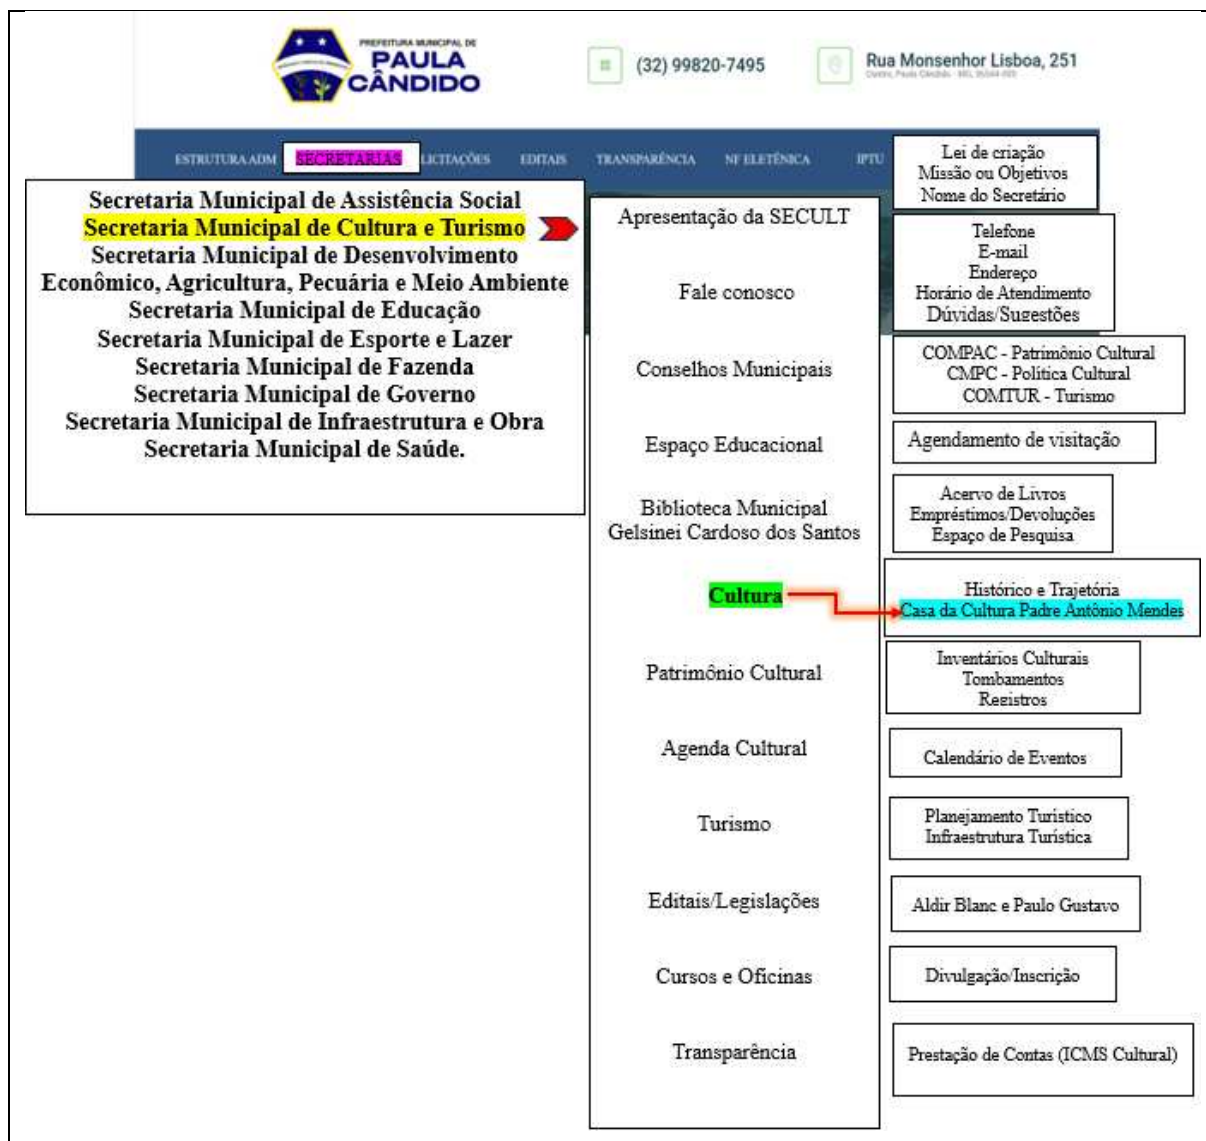 PREFEITURA MUNICIPAL DE
PAULA
CÂNDIDO
(32) 99820-7495
Rua Monsenhor Lisboa, 251
ESTRUTURA ADM SECRETARIAS LICITAÇÕES EDITAIS TRANSPARÊNCIA NF ELETÊNICA IPTU
Secretaria Municipal de Assistência Social
Secretaria Municipal de Cultura e Turismo
Secretaria Municipal de Desenvolvimento
Econômico, Agricultura, Pecuária e Meio Ambiente
Secretaria Municipal de Educação
Secretaria Municipal de Esporte e Lazer
Secretaria Municipal de Fazenda
Secretaria Municipal de Governo
Secretaria Municipal de Infraestrutura e Obra
Secretaria Municipal de Saúde.
Apresentação da SECULT
Lei de criação
Missão ou Objetivos
Nome do Secretário
Fale conosco
Telefone
E-mail
Endereço
Horário de Atendimento
Dúvidas/Sugestões
Conselhos Municipais
COMPAC - Patrimônio Cultural
CMPC - Política Cultural
COMTUR - Turismo
Espaço Educacional
Agendamento de visitação
Biblioteca Municipal
Gelsinei Cardoso dos Santos
Acervo de Livros
Empréstimos/Devoluções
Espaço de Pesquisa
Cultura
Histórico e Trajetória
Casa da Cultura Padre Antônio Mendes
Patrimônio Cultural
Inventários Culturais
Tombamentos
Registros
Agenda Cultural
Calendário de Eventos
Turismo
Planejamento Turístico
Infraestrutura Turística
Editais/Legislações
Aldir Blanc e Paulo Gustavo
Cursos e Oficinas
Divulgação/Inscrição
Transparência
Prestação de Contas (ICMS Cultural)